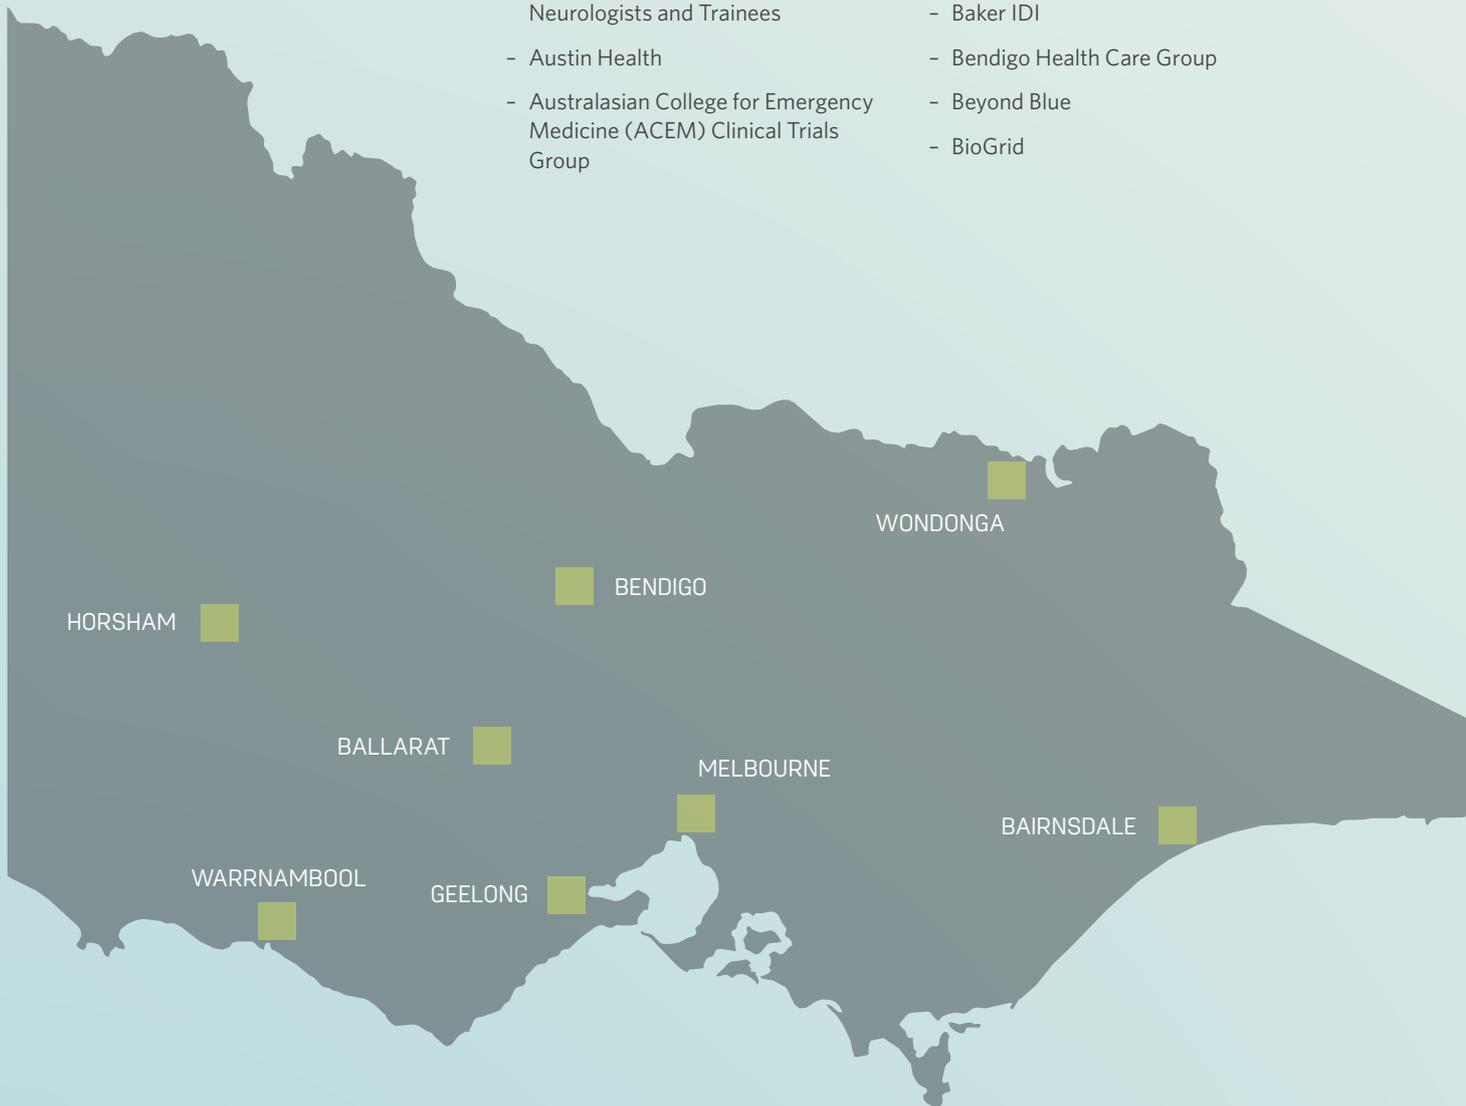 Neurologists and Trainees
– Austin Health
– Australasian College for Emergency
Medicine (ACEM) Clinical Trials
Group
– Baker IDI
– Bendigo Health Care Group
– Beyond Blue
– BioGrid
WONDONGA
BENDIGO
HORSHAM
BALLARAT
MELBOURNE
BAIRNSDALE
WARRNAMBOOL
GEELONG